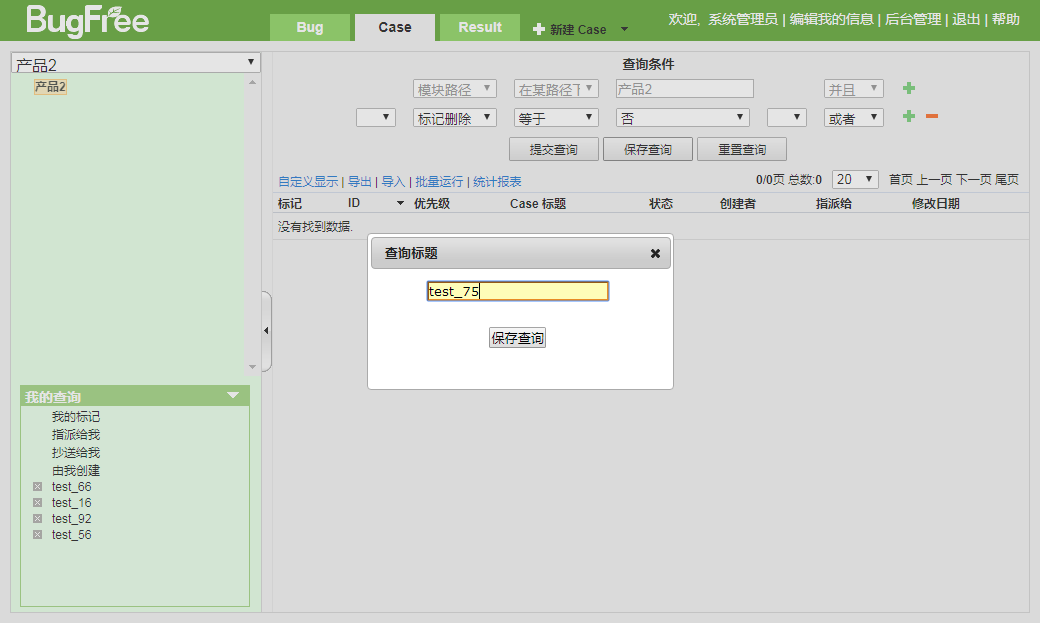 BugFree
Bug Case Result 新建 Case
欢迎, 系统管理员 | 编辑我的信息 | 后台管理 | 退出 | 帮助
产品2
产品2
查询条件
模块路径 在某路径下 产品2 并且
标记删除 等于 否 或者
提交查询 保存查询 重置查询
自定义显示 | 导出 | 导入 | 批量运行 | 统计报表 0/0页 总数:0 20 首页 上一页 下一页 尾页
标记 ID 优先级 Case 标题 状态 创建者 指派给 修改日期
没有找到数据.
查询标题
test_75
保存查询
我的查询
我的标记
指派给我
抄送给我
由我创建
test_66
test_16
test_92
test_56